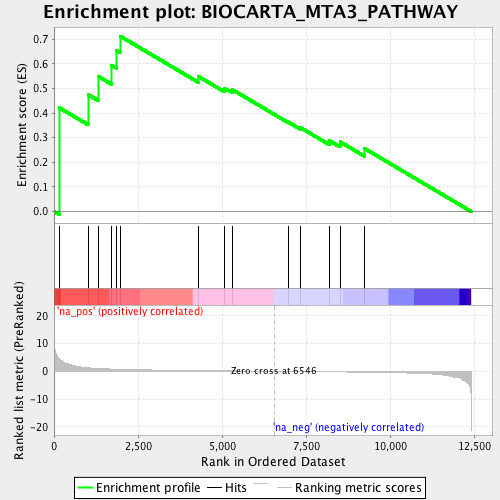 Enrichment plot: BIOCARTA_MTA3_PATHWAY
Enrichment score (ES)
0.7
0.6
0.5
0.4
0.3
0.2
0.1
0.0
'na_pos' (positively correlated)
Ranked list metric (PreRanked)
20
10
0
-10
-20
Zero cross at 6546
'na_neg' (negatively correlated)
0
2,500
5,000
7,500
10,000
12,500
Rank in Ordered Dataset
Enrichment profile
Hits
Ranking metric scores